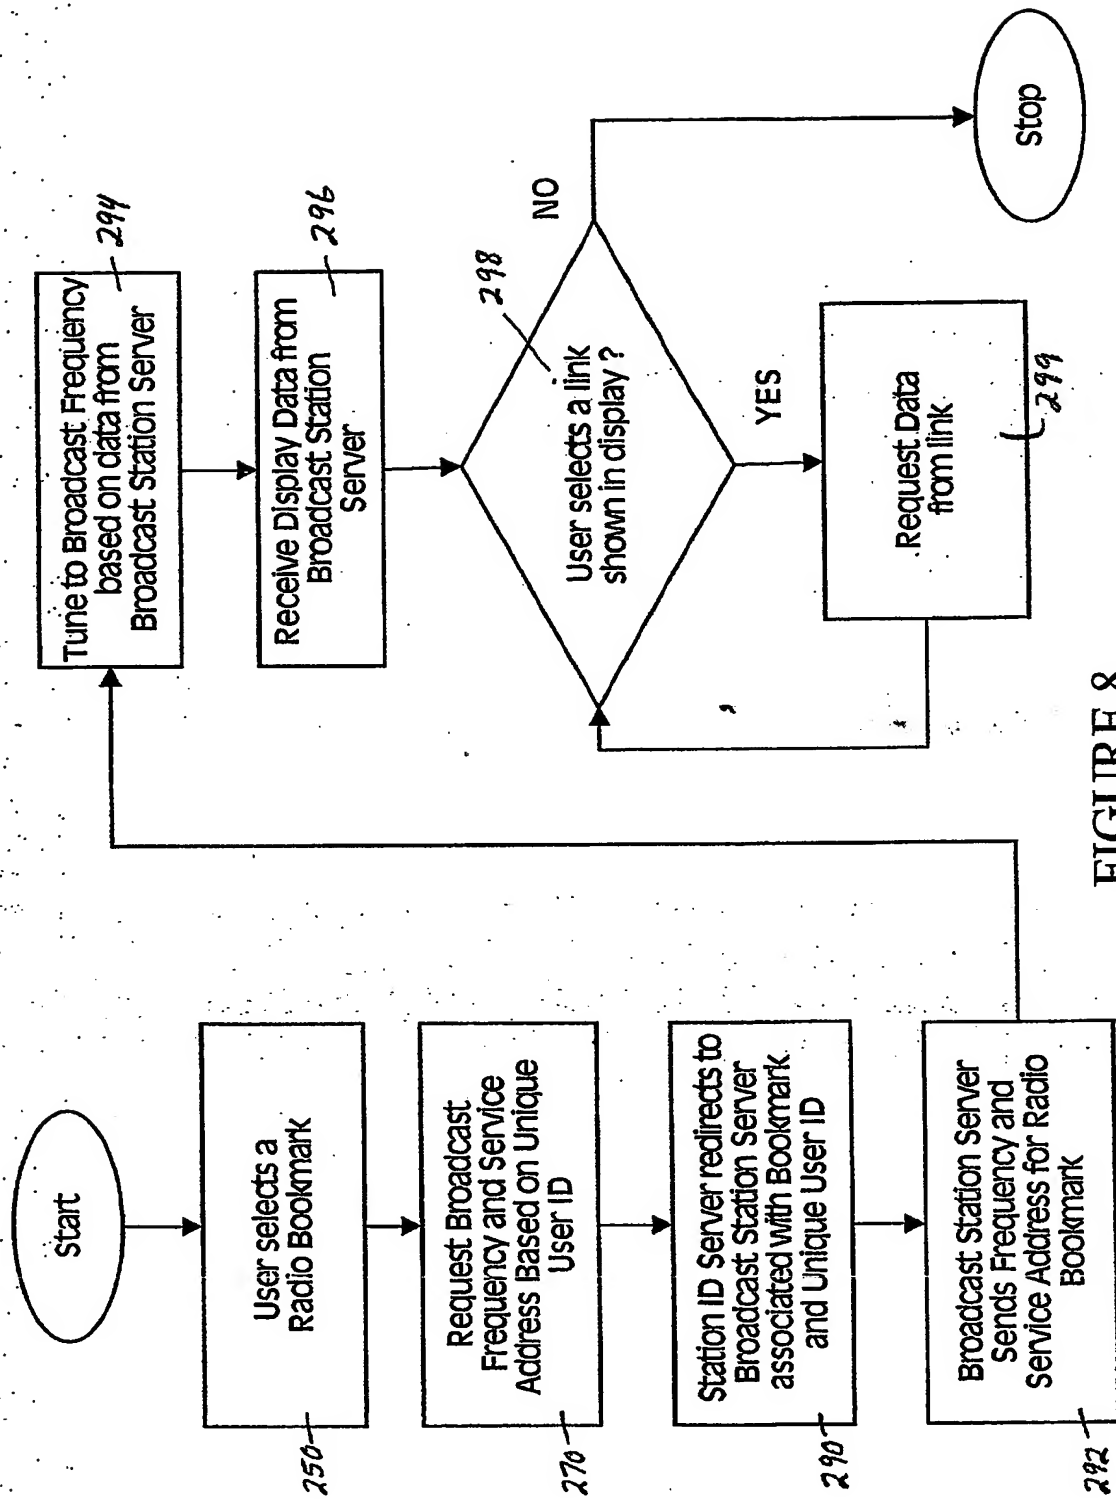 Start
User selects a
Radio Bookmark
250
Request Broadcast
Frequency and Service
Address Based on Unique
User ID
270
Station ID Server redirects to
Broadcast Station Server
associated with Bookmark
and Unique User ID
290
Broadcast Station Server
Sends Frequency and
Service Address for Radio
Bookmark
292
Tune to Broadcast Frequency
based on data from
Broadcast Station Server
294
Receive Display Data from
Broadcast Station
Server
296
User selects a link
shown in display ?
298
NO
YES
Request Data
from link
299
Stop
FIGURE 8